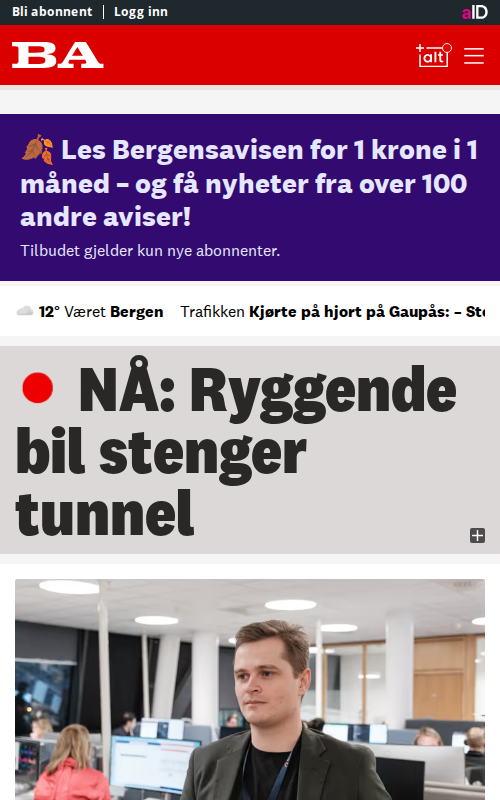 Bli abonnent | Logg inn
aID
BA
alt
🍂 Les Bergensavisen for 1 krone i 1
måned – og få nyheter fra over 100
andre aviser!
Tilbudet gjelder kun nye abonnenter.
12° Været Bergen Trafikken Kjørte på hjort på Gaupås: – Sto
NÅ: Ryggende
bil stenger
tunnel